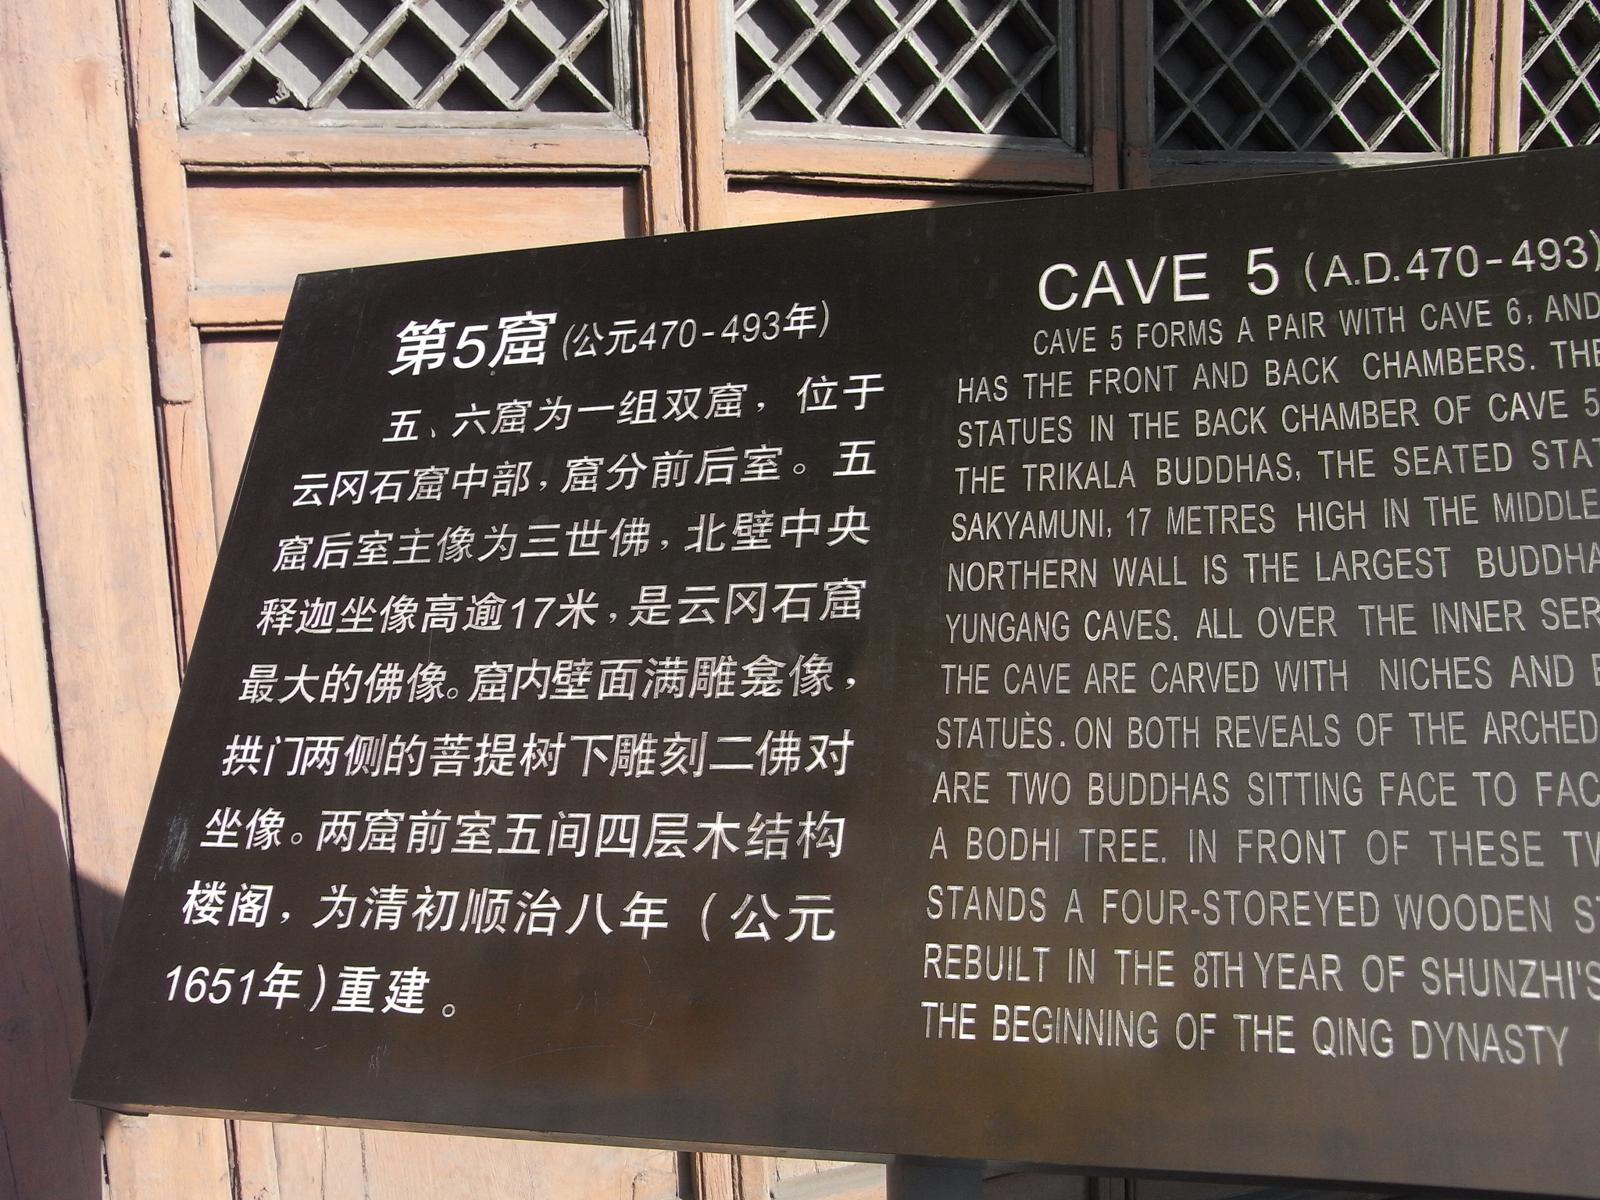 第5窟(公元470-493年)
五、六窟为一组双窟，位于
云冈石窟中部，窟分前后室。五
窟后室主像为三世佛，北壁中央
释迦坐像高逾17米，是云冈石窟
最大的佛像。窟内壁面满雕龛像，
拱门两侧的菩提树下雕刻二佛对
坐像。两窟前室五间四层木结构
楼阁，为清初顺治八年（公元
1651年)重建。
CAVE 5 (A.D.470-493)
CAVE 5 FORMS A PAIR WITH CAVE 6, AND
HAS THE FRONT AND BACK CHAMBERS. THE
STATUES IN THE BACK CHAMBER OF CAVE 5
THE TRIKALA BUDDHAS, THE SEATED
SAKYAMUNI, 17 METRES HIGH IN THE MIDDLE
NORTHERN WALL IS THE LARGEST BUDDHA
YUNGANG CAVES. ALL OVER THE INNER
THE CAVE ARE CARVED WITH NICHES AND
STATUÈS. ON BOTH REVEALS OF THE ARCHED
ARE TWO BUDDHAS SITTING FACE TO
A BODHI TREE. IN FRONT OF THESE
STANDS A FOUR-STOREYED WOODEN
REBUILT IN THE 8TH YEAR OF SHUNZHI'S
THE BEGINNING OF THE QING DYNASTY